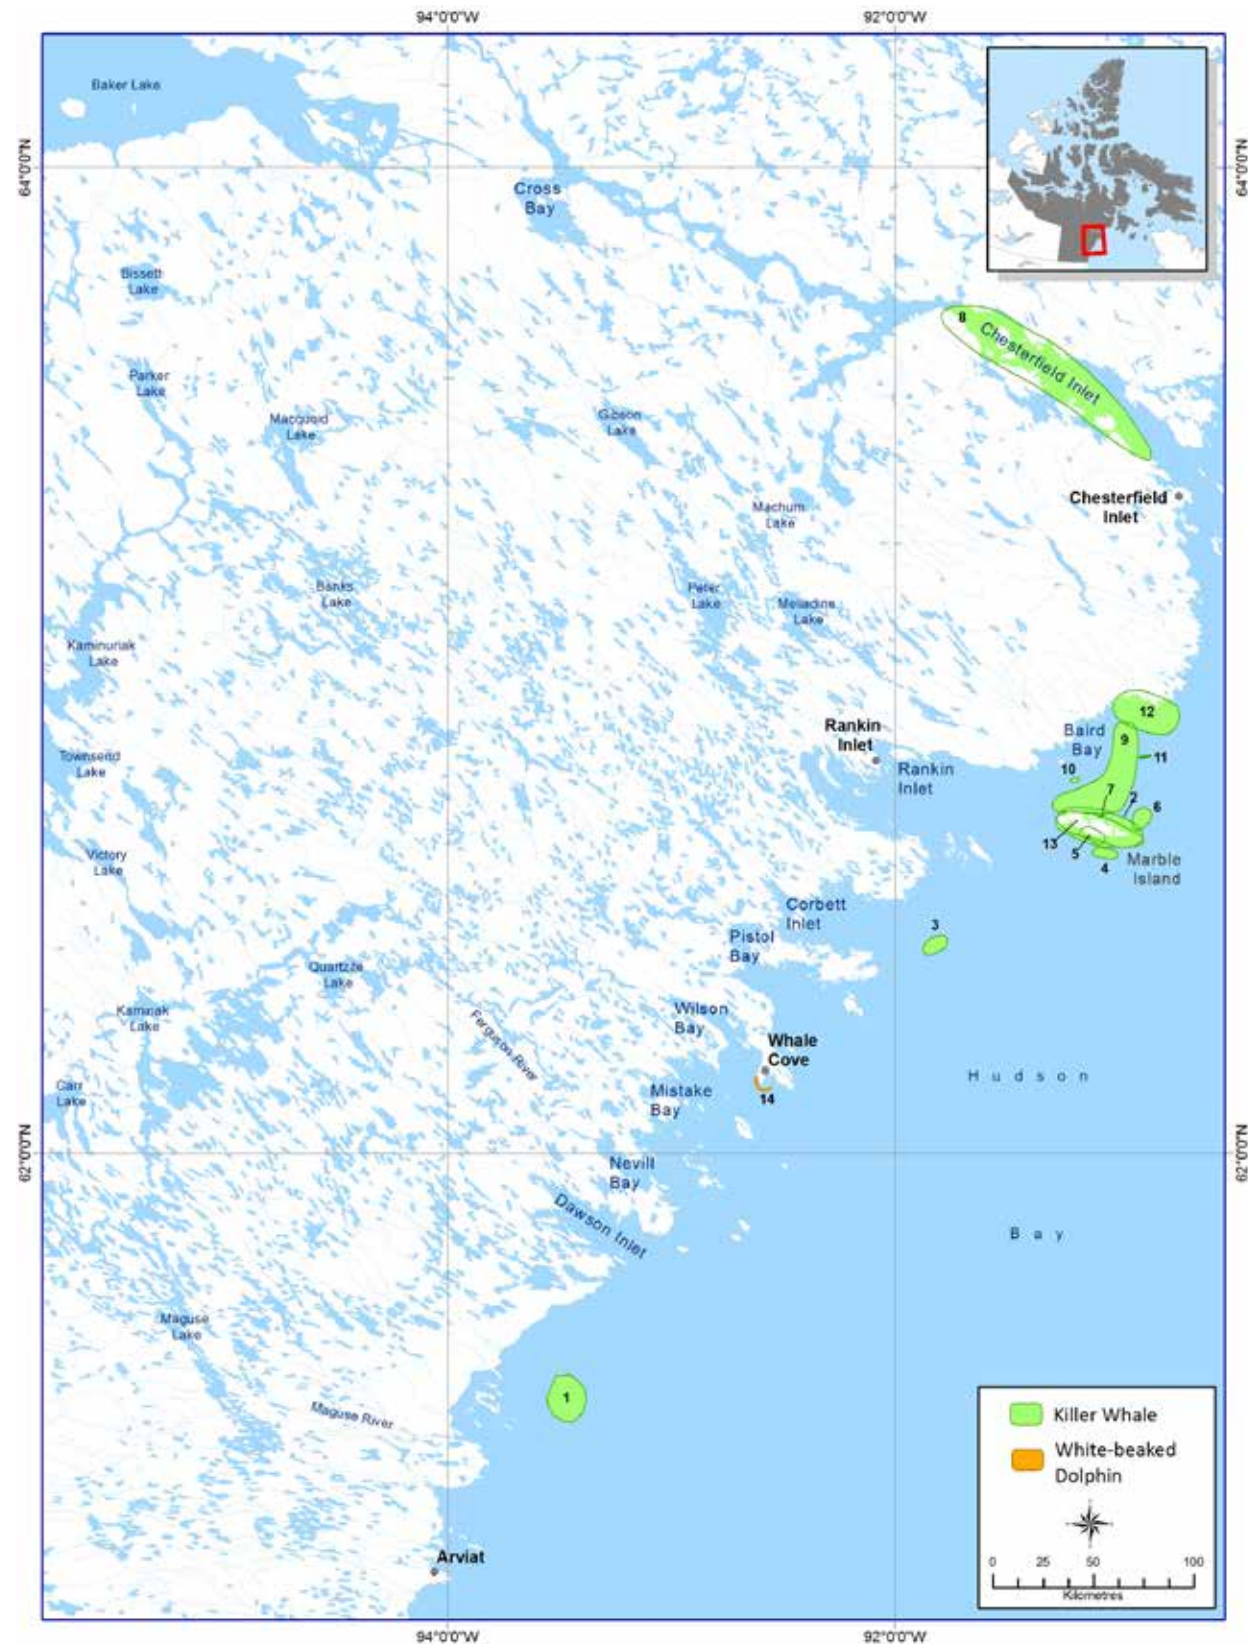 94°0'0"W
92°0'0"W
Baker Lake
64°0'0"N
64°0'0"N
Cross
Bay
Bissett
Lake
8
Chesterfield Inlet
Parker
Lake
Macquoid
Lake
Gibson
Lake
Chesterfield
Inlet
Machum
Lake
Banks
Lake
Peter
Lake
Meliadine
Lake
Kaminuriak
Lake
12
Rankin
Inlet
Baird
Bay
9
11
Townsend
Lake
Rankin
Inlet
10
7
2
6
13
5
4
Marble
Island
Victory
Lake
Corbett
Inlet
3
Pistol
Bay
Quartzite
Lake
Kaminak
Lake
Ferguson River
Wilson
Bay
Whale
Cove
Hudson
Carr
Lake
Mistake
Bay
14
62°0'0"N
62°0'0"N
Nevill
Bay
Dawson Inlet
Bay
Maguse
Lake
1
Maguse River
Killer Whale
White-beaked
Dolphin
Arviat
0 25 50 100
Kilometres
94°0'0"W
92°0'0"W